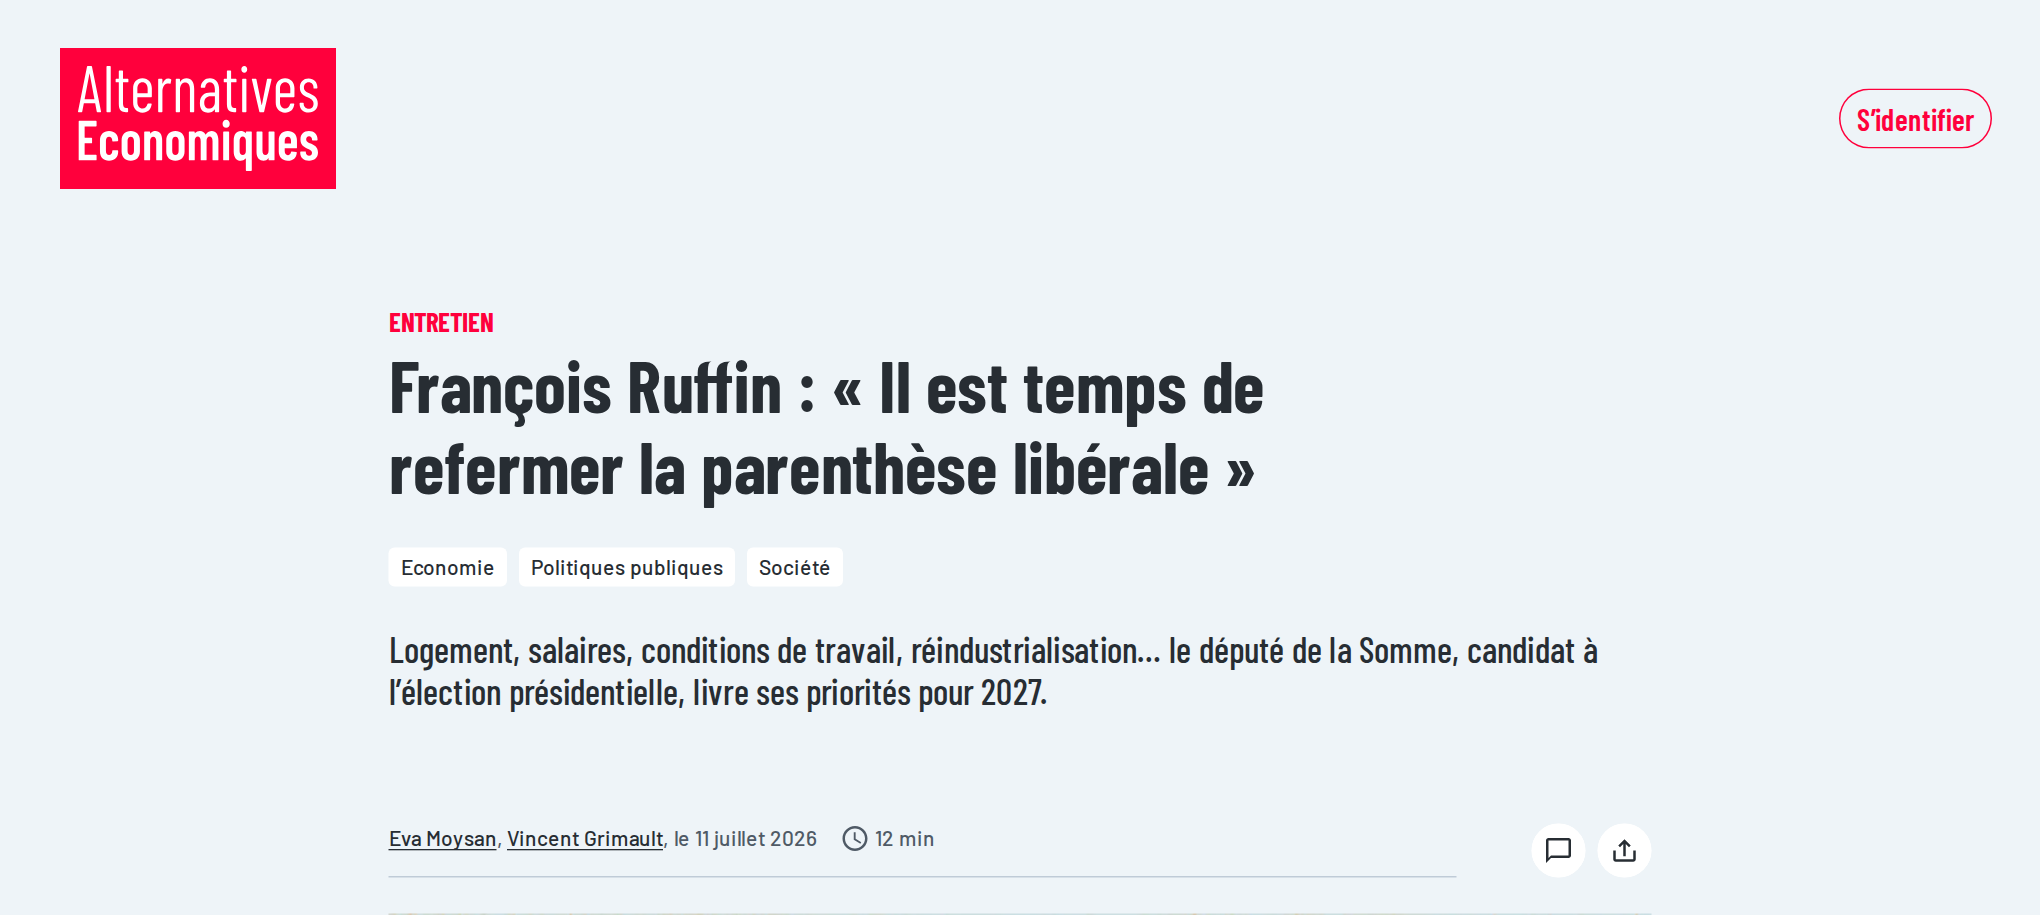 Alternatives
Economiques
S'identifier
ENTRETIEN
François Ruffin : « Il est temps de
refermer la parenthèse libérale »
Economie Politiques publiques Société
Logement, salaires, conditions de travail, réindustrialisation… le député de la Somme, candidat à
l’élection présidentielle, livre ses priorités pour 2027.
Eva Moysan, Vincent Grimault, le 11 juillet 2026 12 min